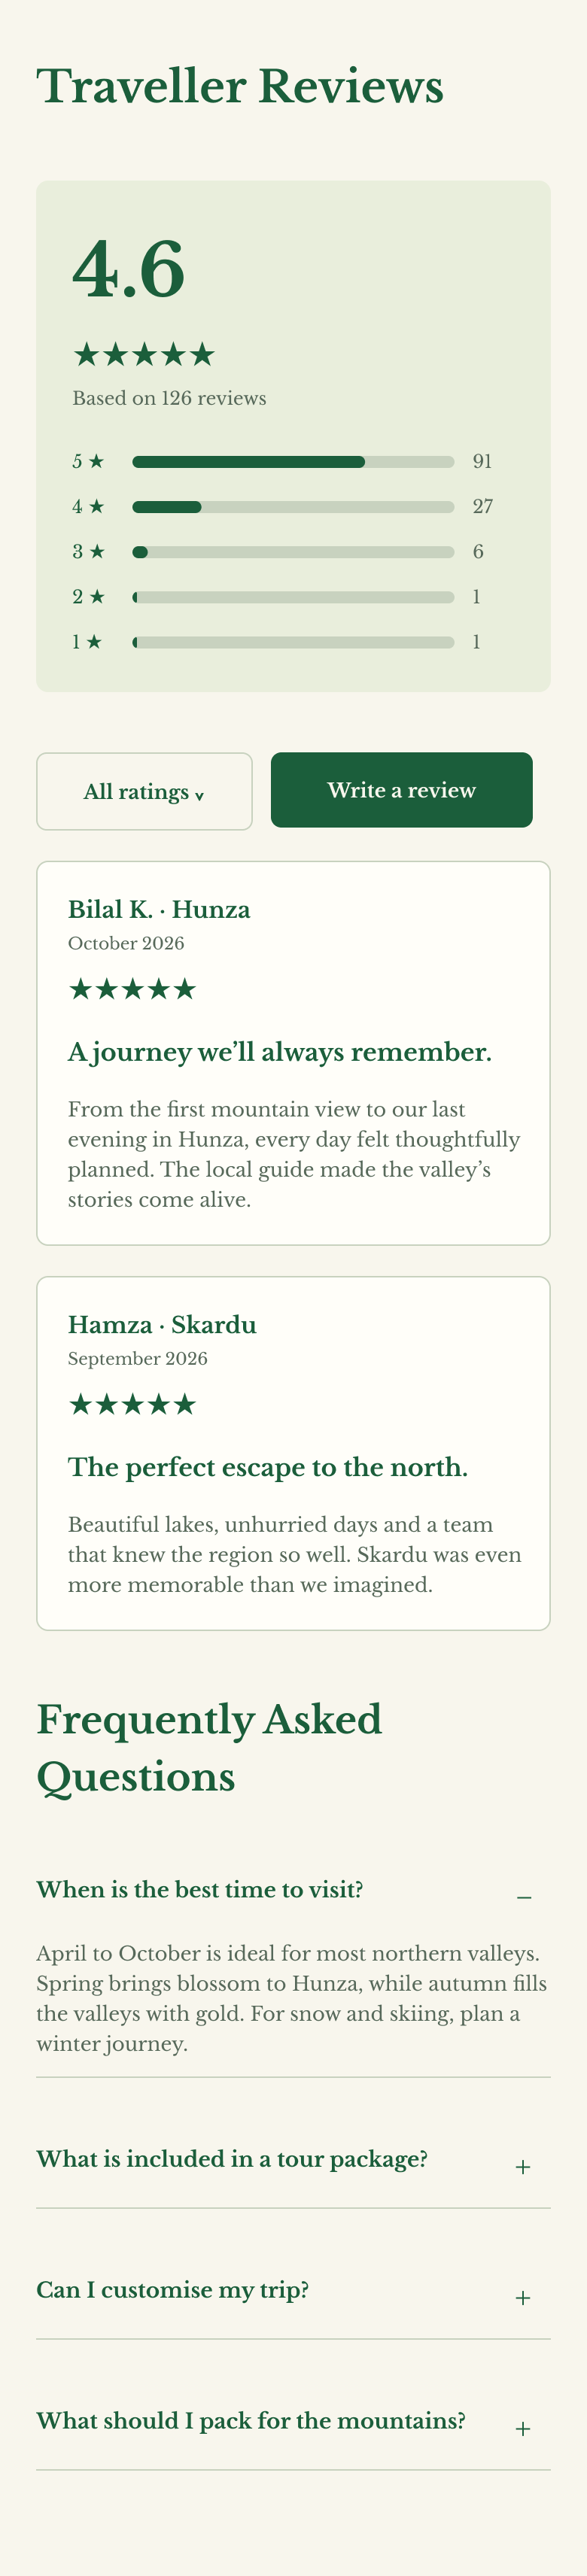 Traveller Reviews
4.6
★★★★★
Based on 126 reviews
5 ★ 91
4 ★ 27
3 ★ 6
2 ★ 1
1 ★ 1
All ratings ˅ Write a review
Bilal K. · Hunza
October 2026
★★★★★
A journey we’ll always remember.
From the first mountain view to our last
evening in Hunza, every day felt thoughtfully
planned. The local guide made the valley’s
stories come alive.
Hamza · Skardu
September 2026
★★★★★
The perfect escape to the north.
Beautiful lakes, unhurried days and a team
that knew the region so well. Skardu was even
more memorable than we imagined.
Frequently Asked
Questions
When is the best time to visit? −
April to October is ideal for most northern valleys.
Spring brings blossom to Hunza, while autumn fills
the valleys with gold. For snow and skiing, plan a
winter journey.
What is included in a tour package? +
Can I customise my trip? +
What should I pack for the mountains? +